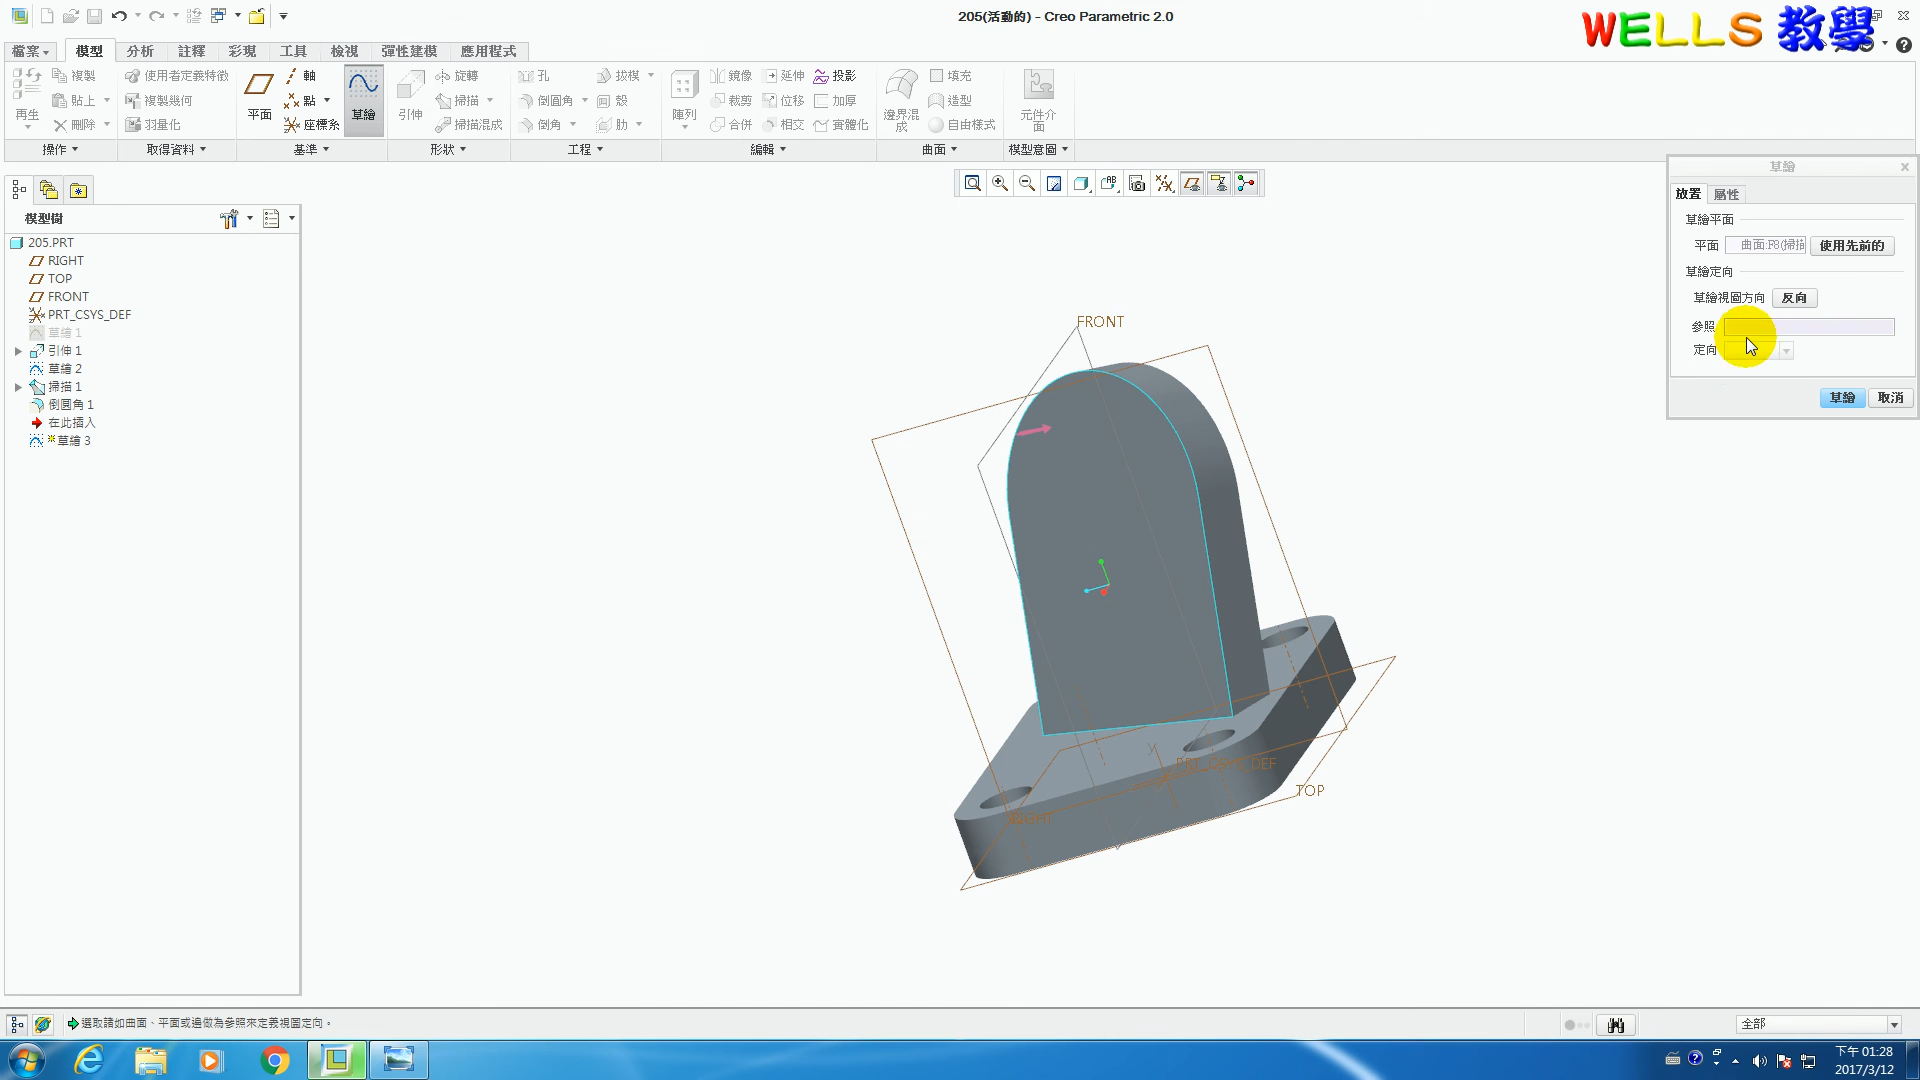 205(活動的) - Creo Parametric 2.0
WELLS 教學
檔案 模型 分析 註釋 彩現 工具 檢視 彈性建模 應用程式
再生 複製 貼上 刪除
使用者定義特徵 複製幾何 羽量化
平面 軸 點 座標系 草繪
引伸 旋轉 掃描 掃描混成
孔 倒圓角 倒角 拔模 殼 肋
陣列 鏡像 裁剪 合併 延伸 位移 相交 投影 加厚 實體化
邊界混成 填充 造型 自由樣式
元件介面
操作 取得資料 基準 形狀 工程 編輯 曲面 模型意圖
模型樹
205.PRT
RIGHT
TOP
FRONT
PRT_CSYS_DEF
草繪 1
引伸 1
草繪 2
掃描 1
倒圓角 1
在此插入
草繪 3
FRONT
y
PRT_CSYS_DEF
TOP
RIGHT
草繪
放置 屬性
草繪平面
平面 曲面:F8(掃描 使用先前的
草繪定向
草繪視圖方向 反向
參照
定向
草繪 取消
選取諸如曲面、平面或邊做為參照來定義視圖定向。
全部
下午 01:28
2017/3/12